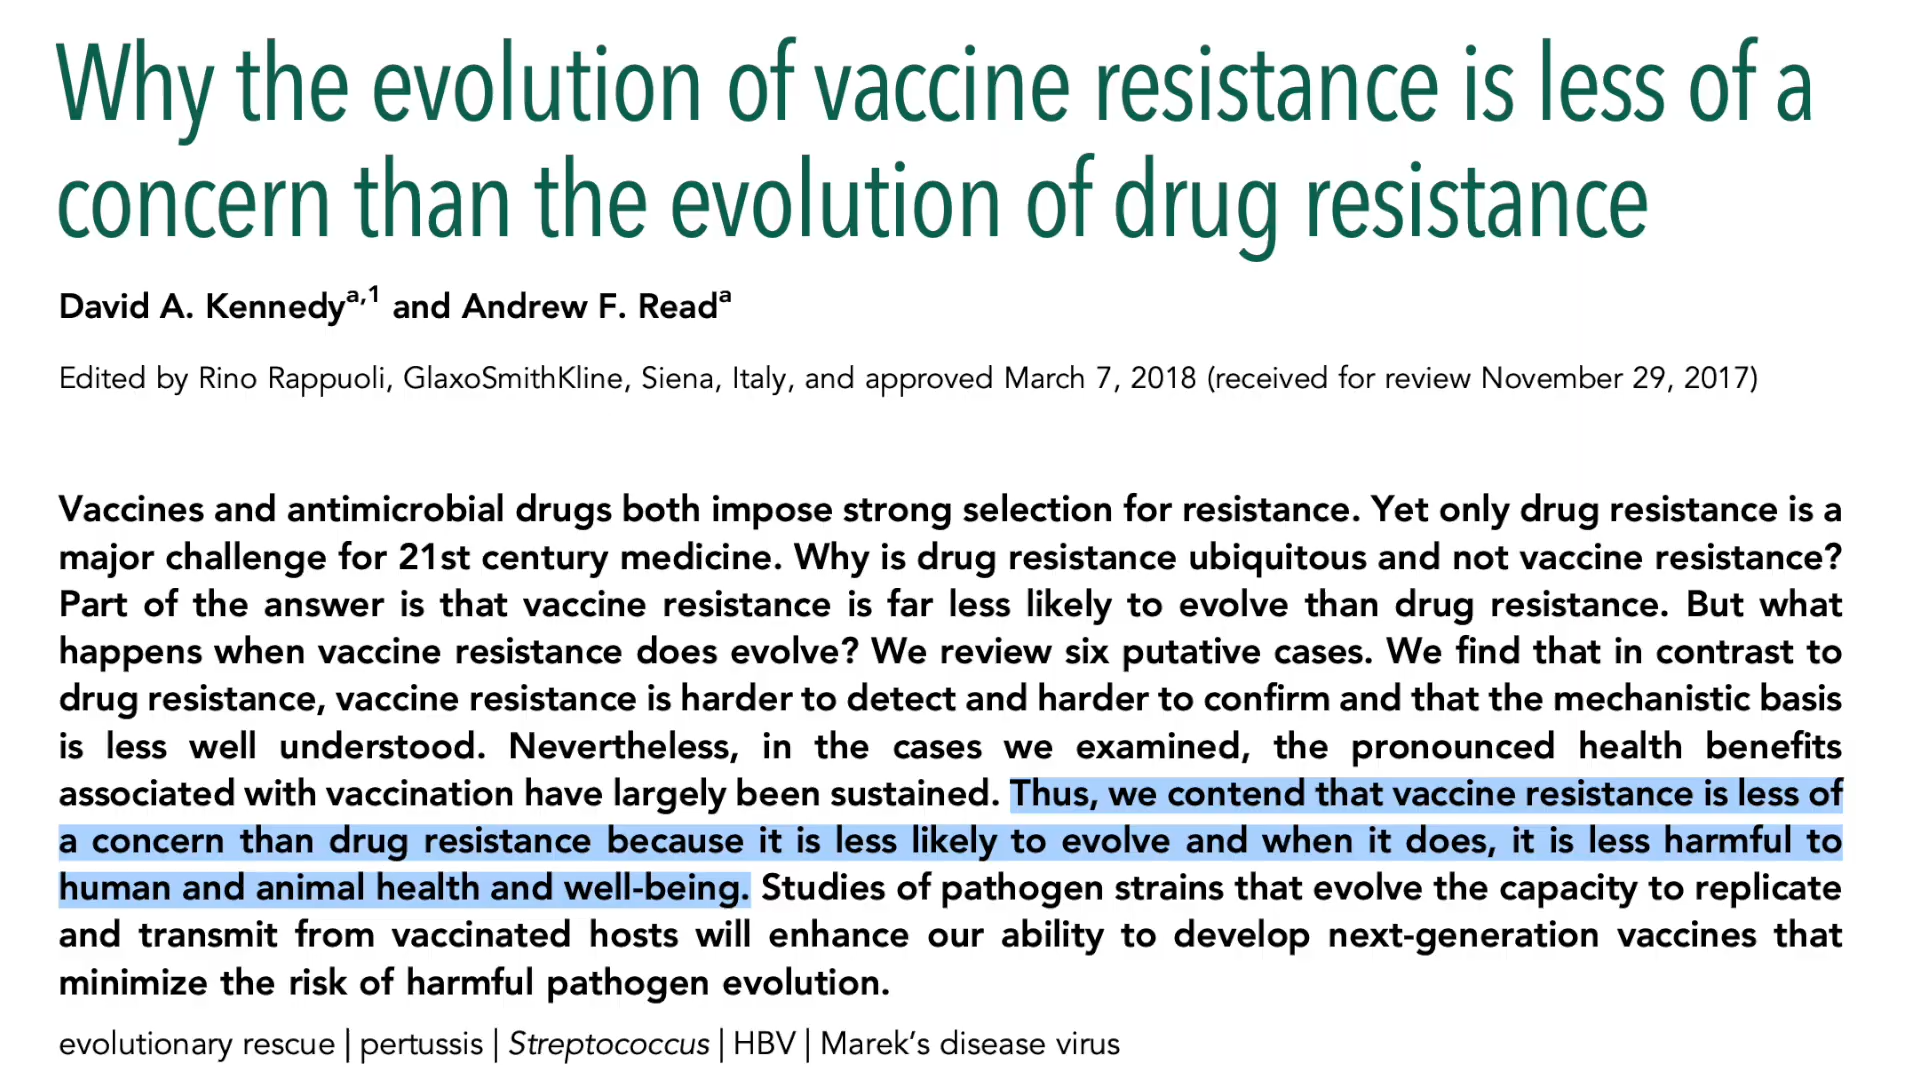 Why the evolution of vaccine resistance is less of a
concern than the evolution of drug resistance
David A. Kennedya,1 and Andrew F. Reada
Edited by Rino Rappuoli, GlaxoSmithKline, Siena, Italy, and approved March 7, 2018 (received for review November 29, 2017)
Vaccines and antimicrobial drugs both impose strong selection for resistance. Yet only drug resistance is a
major challenge for 21st century medicine. Why is drug resistance ubiquitous and not vaccine resistance?
Part of the answer is that vaccine resistance is far less likely to evolve than drug resistance. But what
happens when vaccine resistance does evolve? We review six putative cases. We find that in contrast to
drug resistance, vaccine resistance is harder to detect and harder to confirm and that the mechanistic basis
is less well understood. Nevertheless, in the cases we examined, the pronounced health benefits
associated with vaccination have largely been sustained. Thus, we contend that vaccine resistance is less of
a concern than drug resistance because it is less likely to evolve and when it does, it is less harmful to
human and animal health and well-being. Studies of pathogen strains that evolve the capacity to replicate
and transmit from vaccinated hosts will enhance our ability to develop next-generation vaccines that
minimize the risk of harmful pathogen evolution.
evolutionary rescue | pertussis | Streptococcus | HBV | Marek’s disease virus